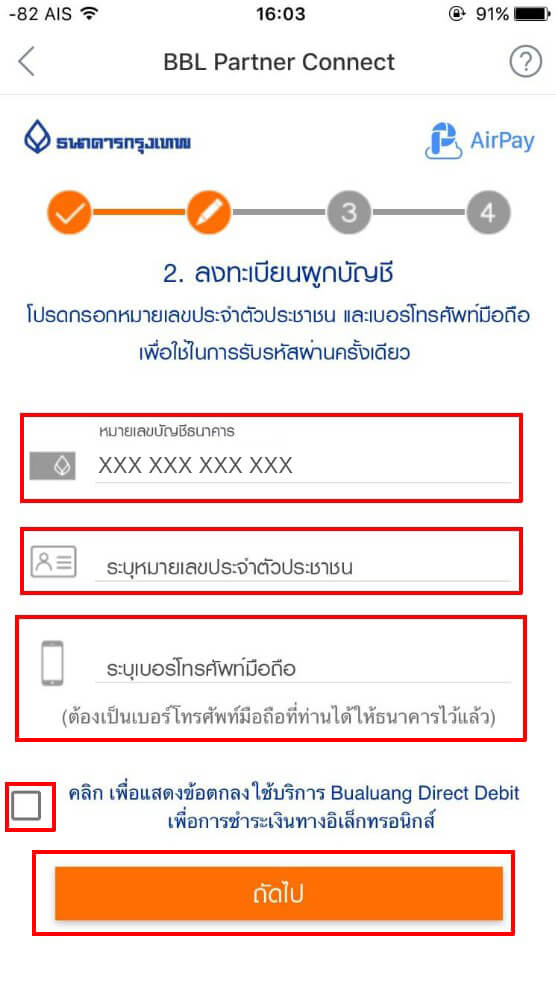 -82 AIS 16:03 91%
BBL Partner Connect ?
ธนาคารกรุงเทพ AirPay
3 4
2. ลงทะเบียนผูกบัญชี
โปรดกรอกหมายเลขประจำตัวประชาชน และเบอร์โทรศัพท์มือถือ
เพื่อใช้ในการรับรหัสผ่านครั้งเดียว
หมายเลขบัญชีธนาคาร
XXX XXX XXX XXX
ระบุหมายเลขประจำตัวประชาชน
ระบุเบอร์โทรศัพท์มือถือ
(ต้องเป็นเบอร์โทรศัพท์มือถือที่ท่านได้ให้ธนาคารไว้แล้ว)
คลิก เพื่อแสดงข้อตกลง ใช้บริการ Bualuang Direct Debit
เพื่อการชำระเงินทางอิเล็กทรอนิกส์
ถัดไป